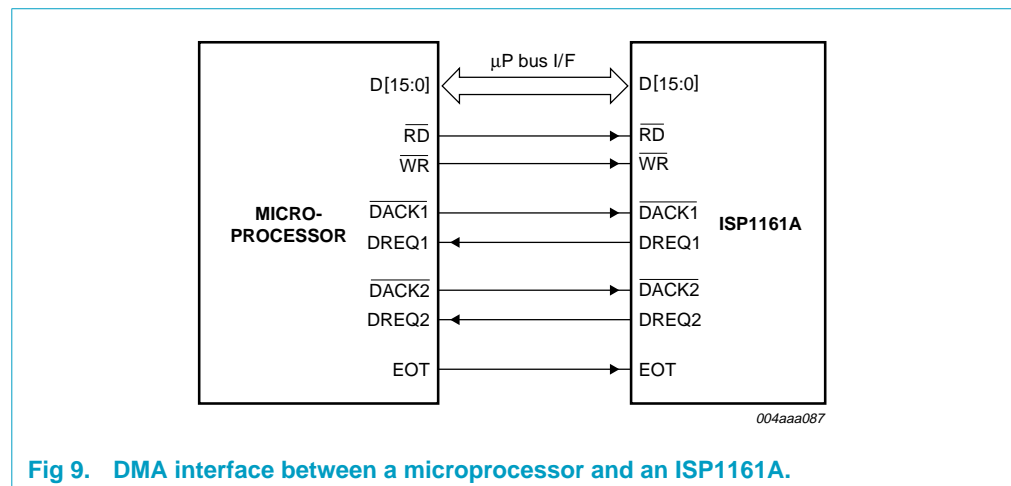 μP bus I/F
D[15:0] D[15:0]
RD RD
WR WR
MICRO-
PROCESSOR
ISP1161A
DACK1 DACK1
DREQ1 DREQ1
DACK2 DACK2
DREQ2 DREQ2
EOT EOT
004aaa087
Fig 9. DMA interface between a microprocessor and an ISP1161A.